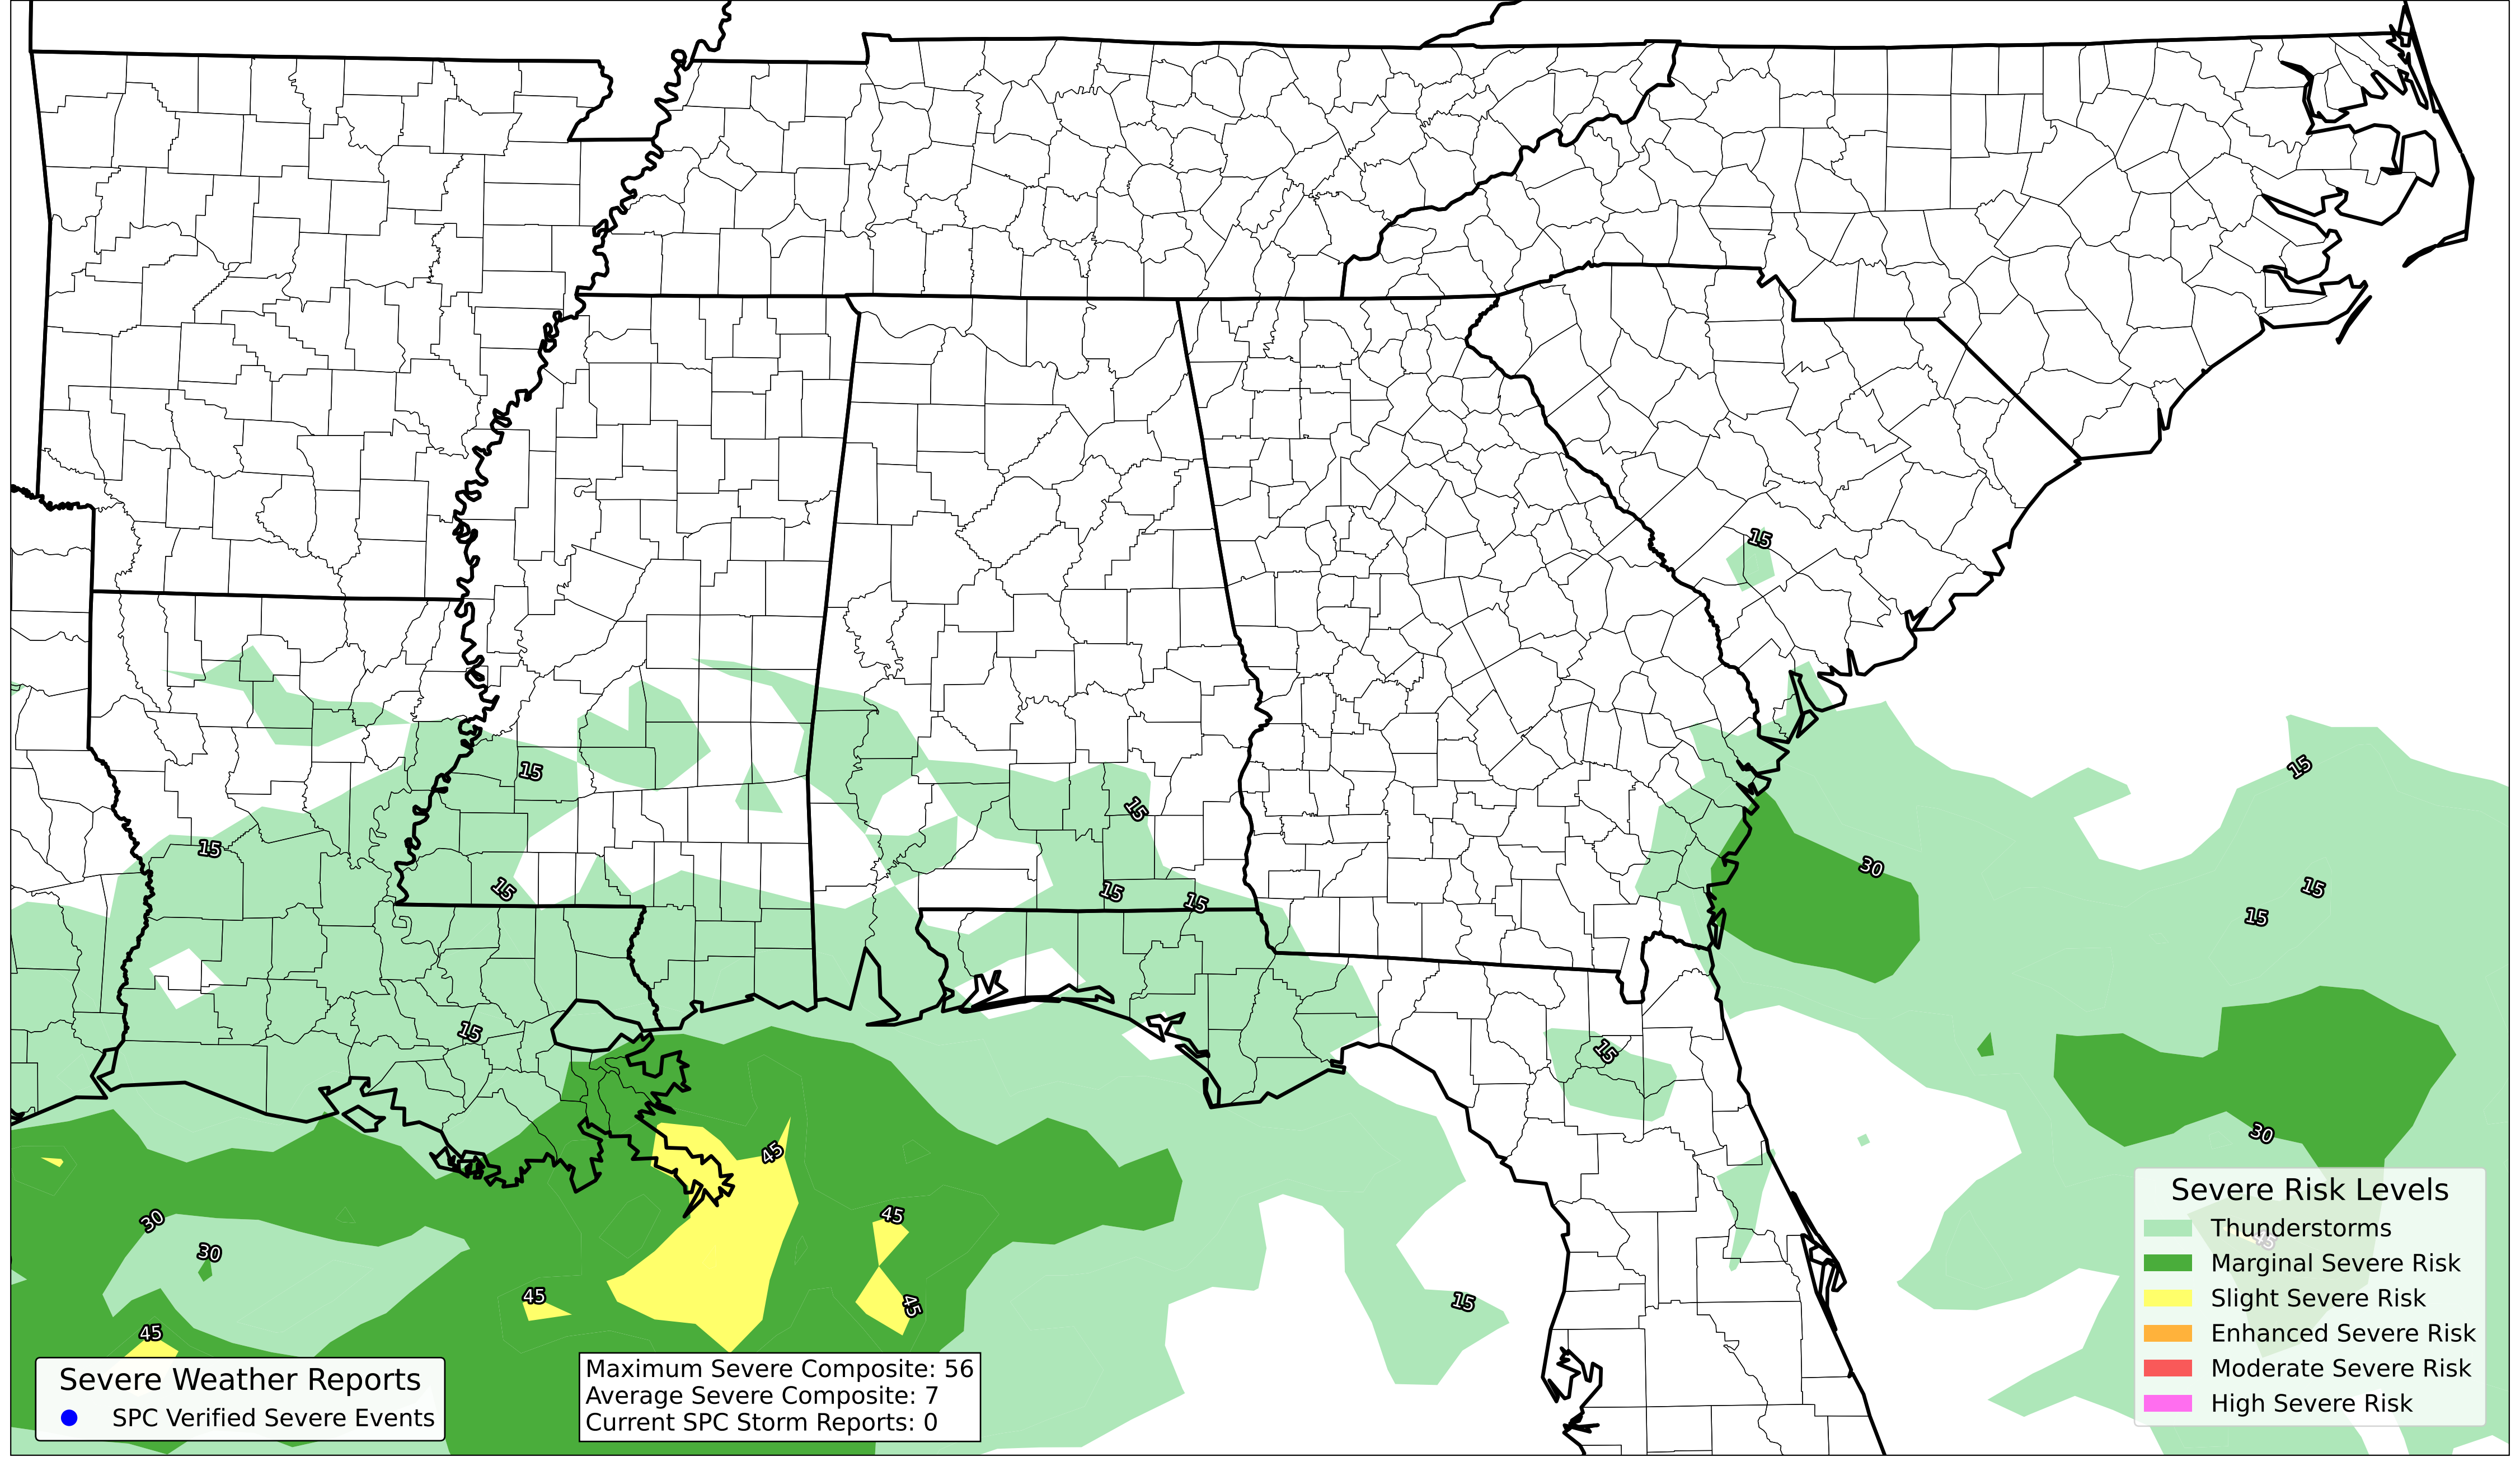 15
15
15
15
15
15
15
15
30
15
15
15
15
15
30
45
30
30
45
45
45
45
15
45
Severe Risk Levels
Thunderstorms
Marginal Severe Risk
Slight Severe Risk
Enhanced Severe Risk
Moderate Severe Risk
High Severe Risk
Severe Weather Reports
SPC Verified Severe Events
Maximum Severe Composite: 56
Average Severe Composite: 7
Current SPC Storm Reports: 0